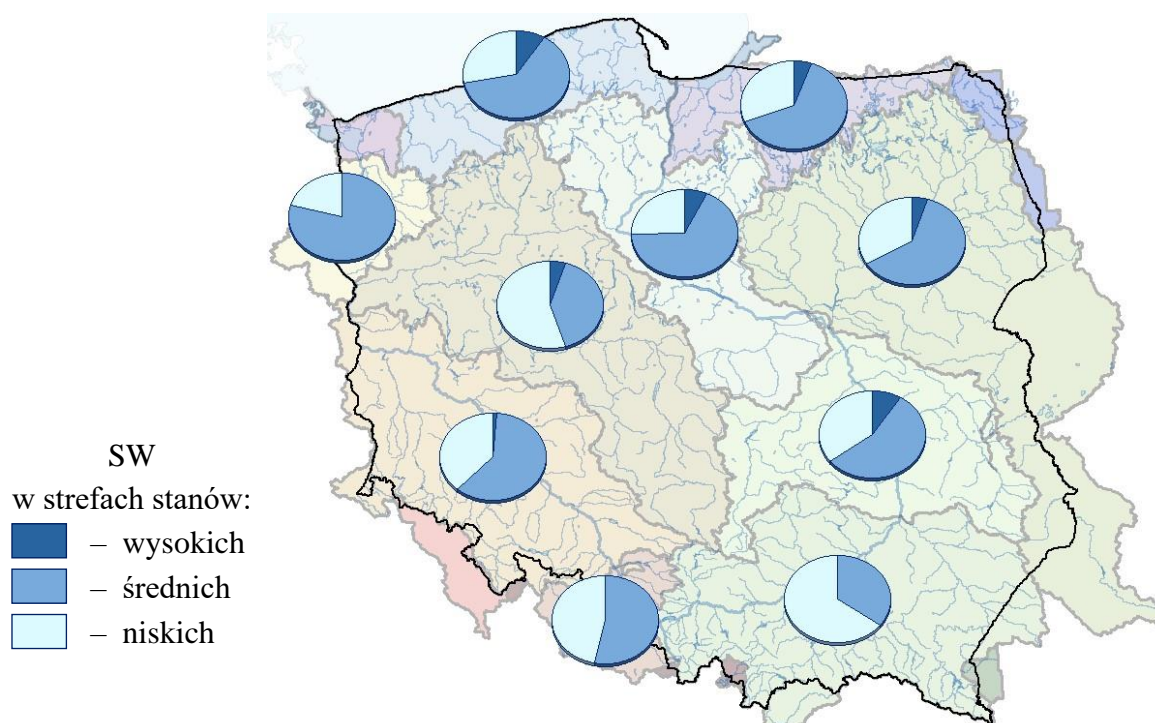 SW
w strefach stanów:
– wysokich
– średnich
– niskich